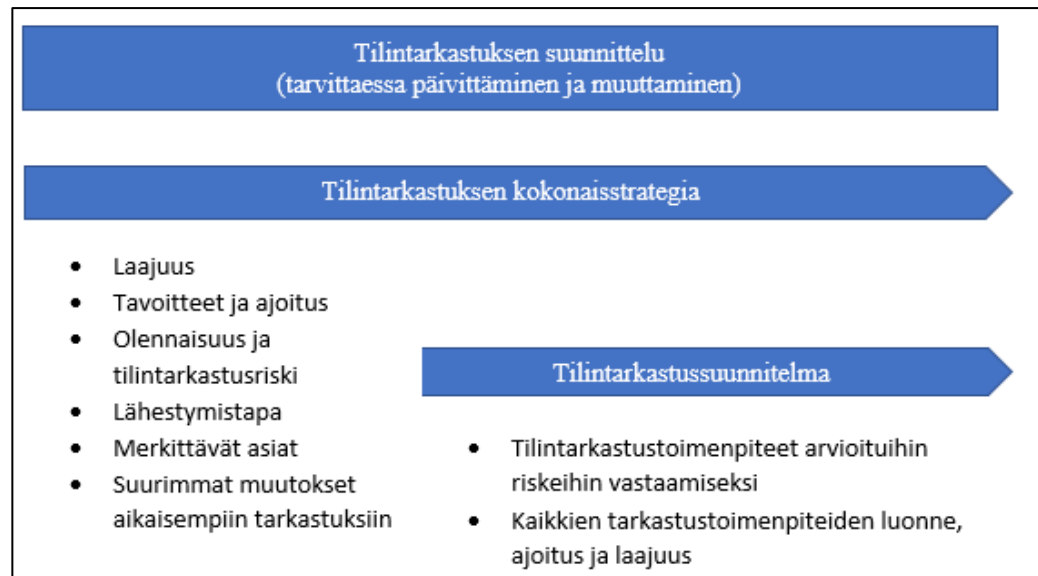 Tilintarkastuksen suunnittelu
(tarvittaessa päivittäminen ja muuttaminen)
Tilintarkastuksen kokonaisstrategia
• Laajuus
• Tavoitteet ja ajoitus
• Olennaisuus ja
tilintarkastusriski
• Lähestymistapa
• Merkittävät asiat
• Suurimmat muutokset
aikaisempiin tarkastuksiin
Tilintarkastussuunnitelma
• Tilintarkastustoimenpiteet arvioituihin
riskeihin vastaamiseksi
• Kaikkien tarkastustoimenpiteiden luonne,
ajoitus ja laajuus